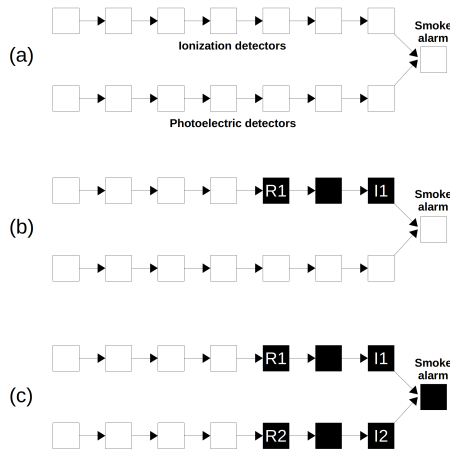 (a)
Ionization detectors
Photoelectric detectors
Smoke
alarm
(b)
R1
I1
Smoke
alarm
(c)
R1
I1
R2
I2
Smoke
alarm